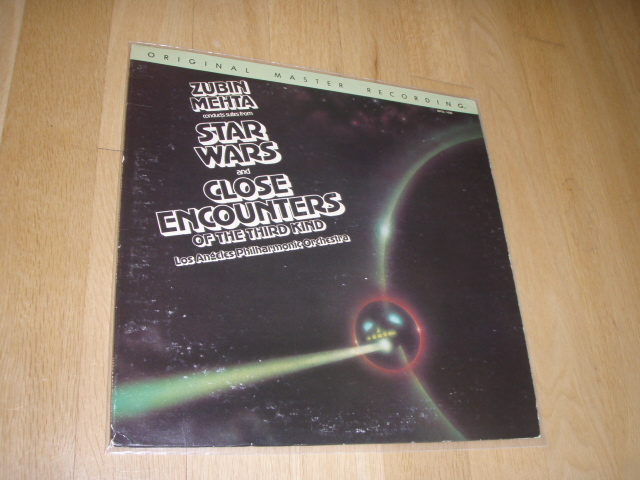 ORIGINAL MASTER RECORDING
ZUBIN
MEHTA
conducts suites from
STAR
WARS
and
CLOSE
ENCOUNTERS
OF THE THIRD KIND
Los Angeles Philharmonic Orchestra